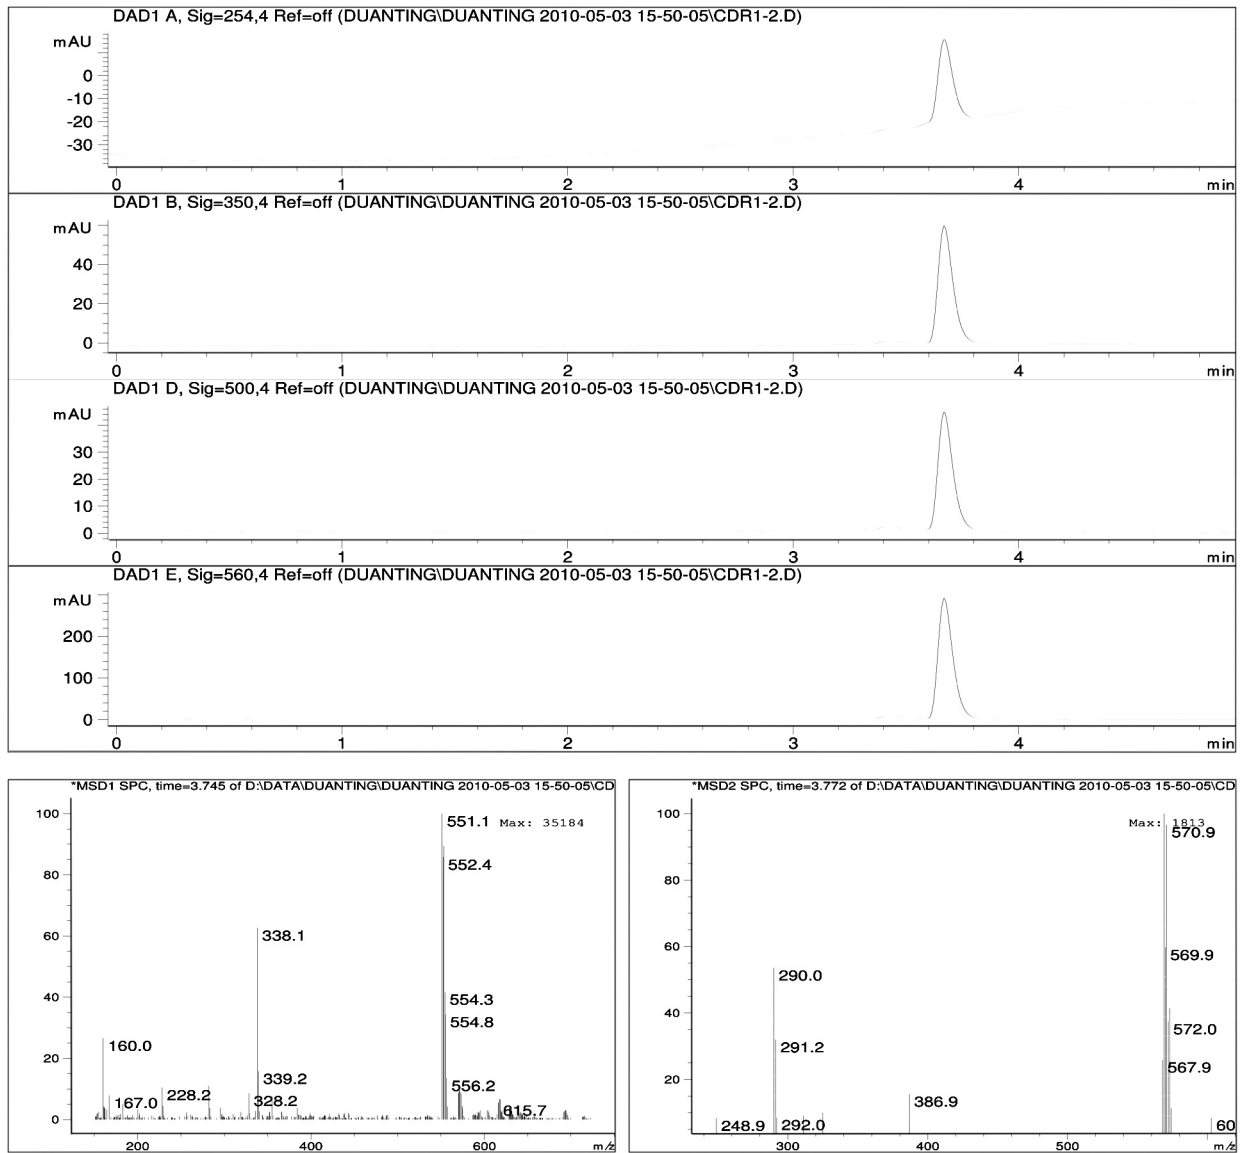 DAD1 A, Sig=254,4 Ref=off (DUANTING\DUANTING 2010-05-03 15-50-05\CDR1-2.D)
mAU
0
-10
-20
-30
0 1 2 3 4 min
DAD1 B, Sig=350,4 Ref=off (DUANTING\DUANTING 2010-05-03 15-50-05\CDR1-2.D)
mAU
40
20
0
0 1 2 3 4 min
DAD1 D, Sig=500,4 Ref=off (DUANTING\DUANTING 2010-05-03 15-50-05\CDR1-2.D)
mAU
30
20
10
0
0 1 2 3 4 min
DAD1 E, Sig=560,4 Ref=off (DUANTING\DUANTING 2010-05-03 15-50-05\CDR1-2.D)
mAU
200
100
0
0 1 2 3 4 min
*MSD1 SPC, time=3.745 of D:\DATA\DUANTING\DUANTING 2010-05-03 15-50-05\CD
100
80
60
40
20
0
551.1 Max: 35184
552.4
338.1
554.3
554.8
160.0
339.2
556.2
228.2
328.2
167.0
615.7
200 400 600 m/z
*MSD2 SPC, time=3.772 of D:\DATA\DUANTING\DUANTING 2010-05-03 15-50-05\CD
100
80
60
40
20
Max: 1813
570.9
569.9
290.0
572.0
291.2
567.9
386.9
248.9
292.0
60
300 400 500 m/z